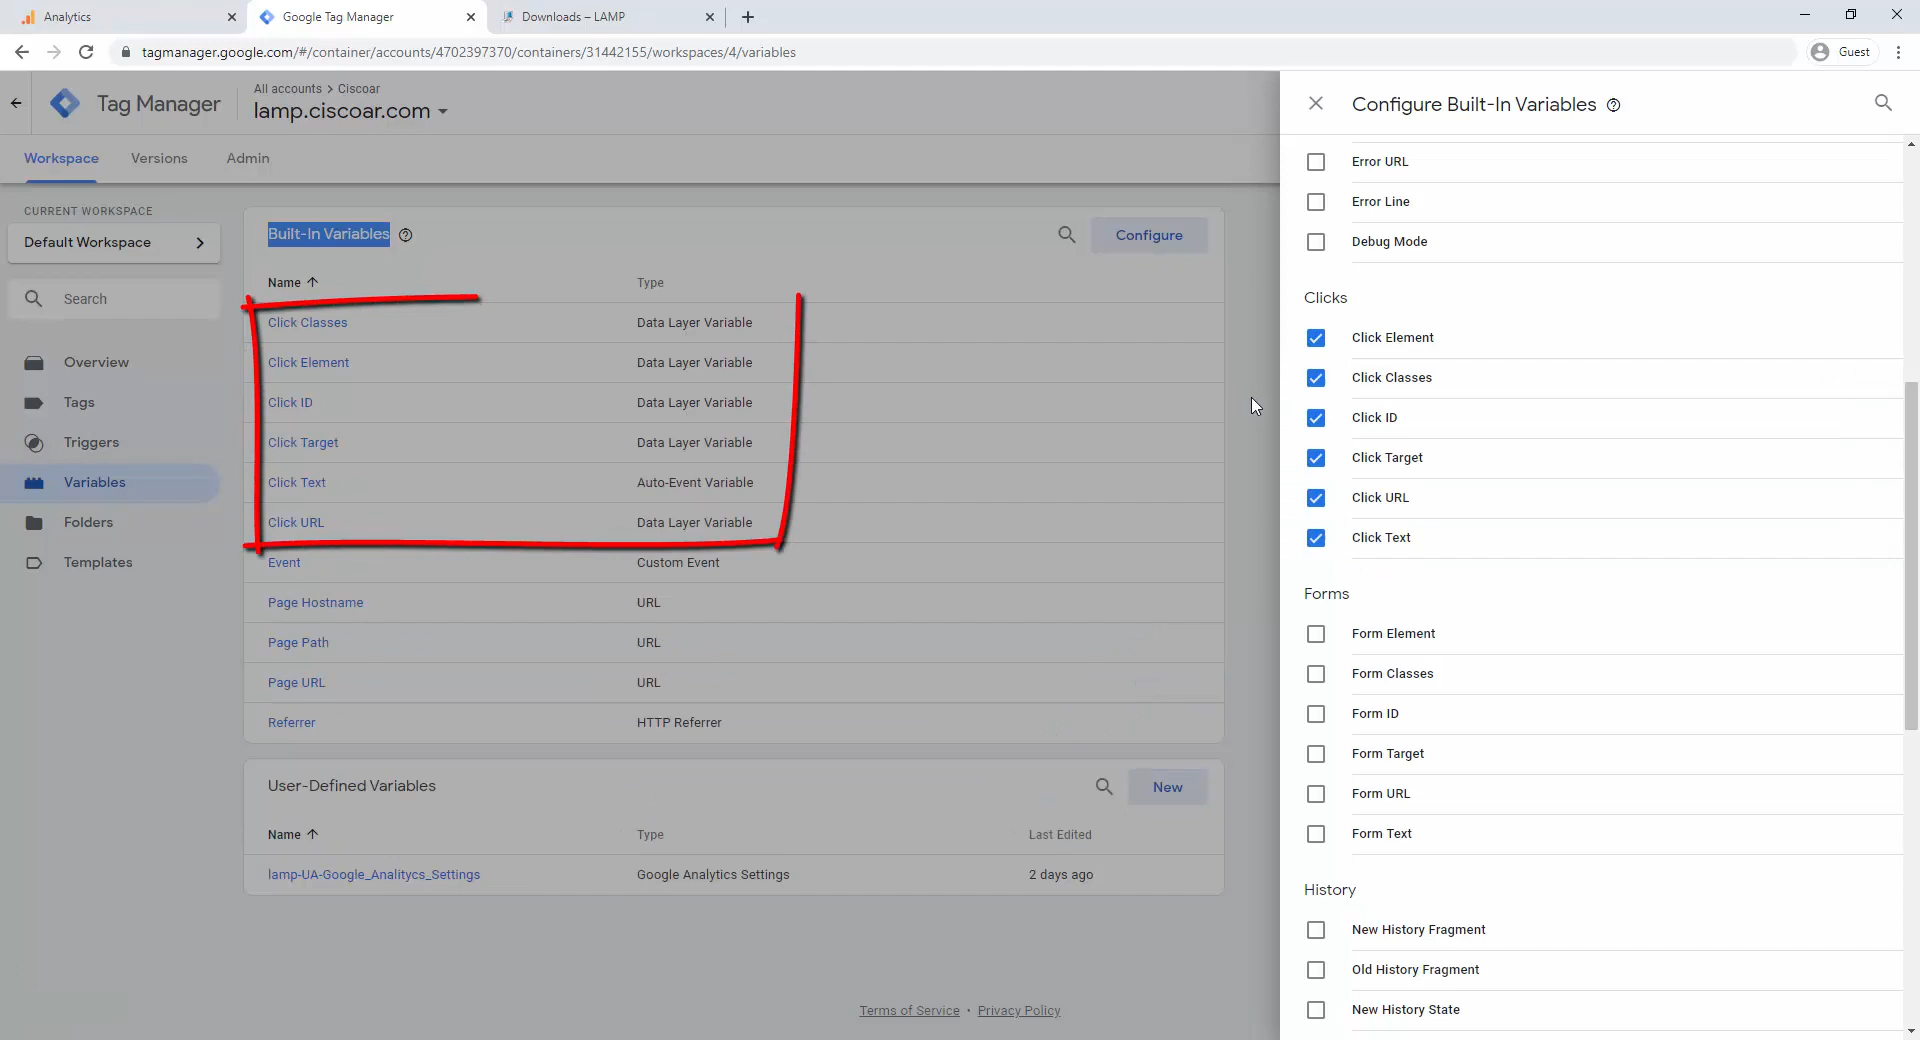 Analytics
Google Tag Manager
Downloads – LAMP
tagmanager.google.com/#/container/accounts/4702397370/containers/31442155/workspaces/4/variables
Guest
Tag Manager
All accounts > Ciscoar
lamp.ciscoar.com
Workspace
Versions
Admin
CURRENT WORKSPACE
Default Workspace
Search
Overview
Tags
Triggers
Variables
Folders
Templates
Built-In Variables
Configure
Name
Type
Click Classes
Data Layer Variable
Click Element
Data Layer Variable
Click ID
Data Layer Variable
Click Target
Data Layer Variable
Click Text
Auto-Event Variable
Click URL
Data Layer Variable
Event
Custom Event
Page Hostname
URL
Page Path
URL
Page URL
URL
Referrer
HTTP Referrer
User-Defined Variables
New
Name
Type
Last Edited
lamp-UA-Google_Analitycs_Settings
Google Analytics Settings
2 days ago
Terms of Service • Privacy Policy
Configure Built-In Variables
Error URL
Error Line
Debug Mode
Clicks
Click Element
Click Classes
Click ID
Click Target
Click URL
Click Text
Forms
Form Element
Form Classes
Form ID
Form Target
Form URL
Form Text
History
New History Fragment
Old History Fragment
New History State